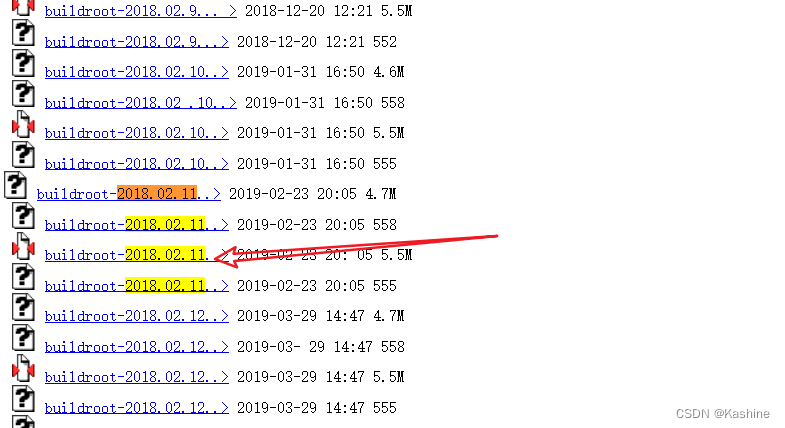 buildroot-2018.02.9... > 2018-12-20 12:21 5.5M
buildroot-2018.02.9...> 2018-12-20 12:21 552
buildroot-2018.02.10..> 2019-01-31 16:50 4.6M
buildroot-2018.02 .10..> 2019-01-31 16:50 558
buildroot-2018.02.10..> 2019-01-31 16:50 5.5M
buildroot-2018.02.10..> 2019-01-31 16:50 555
buildroot-2018.02.11..> 2019-02-23 20:05 4.7M
buildroot-2018.02.11..> 2019-02-23 20:05 558
buildroot-2018.02.11..> 2019-02-23 20: 05 5.5M
buildroot-2018.02.11..> 2019-02-23 20:05 555
buildroot-2018.02.12..> 2019-03-29 14:47 4.7M
buildroot-2018.02.12..> 2019-03- 29 14:47 558
buildroot-2018.02.12..> 2019-03-29 14:47 5.5M
buildroot-2018.02.12..> 2019-03-29 14:47 555
CSDN @Kashine